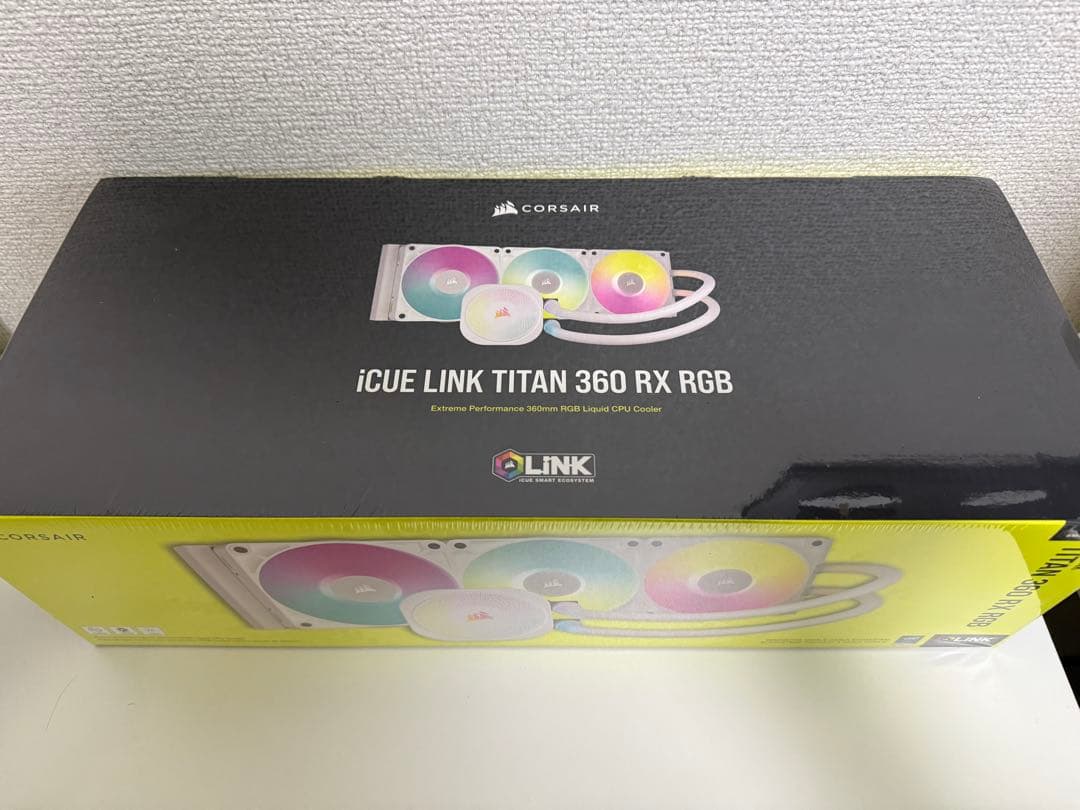 CORSAIR
iCUE LINK TITAN 360 RX RGB
Extreme Performance 360mm RGB Liquid CPU Cooler
LiNK
iCUE SMART ECOSYSTEM
CORSAIR
TITAN 360 RX RGB
LiNK